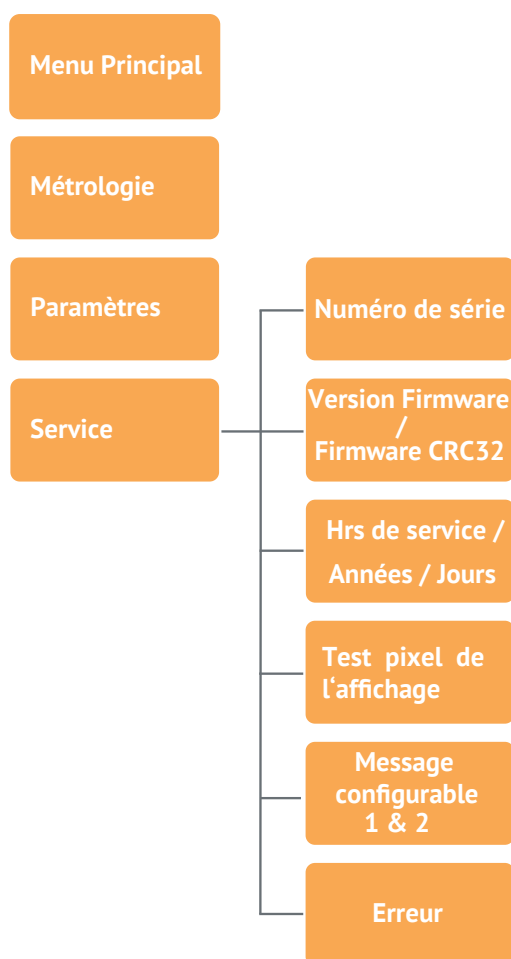 Menu Principal
Métrologie
Paramètres
Service
Numéro de série
Version Firmware
/
Firmware CRC32
Hrs de service /
Années / Jours
Test pixel de
l‘affichage
Message
configurable
1 & 2
Erreur